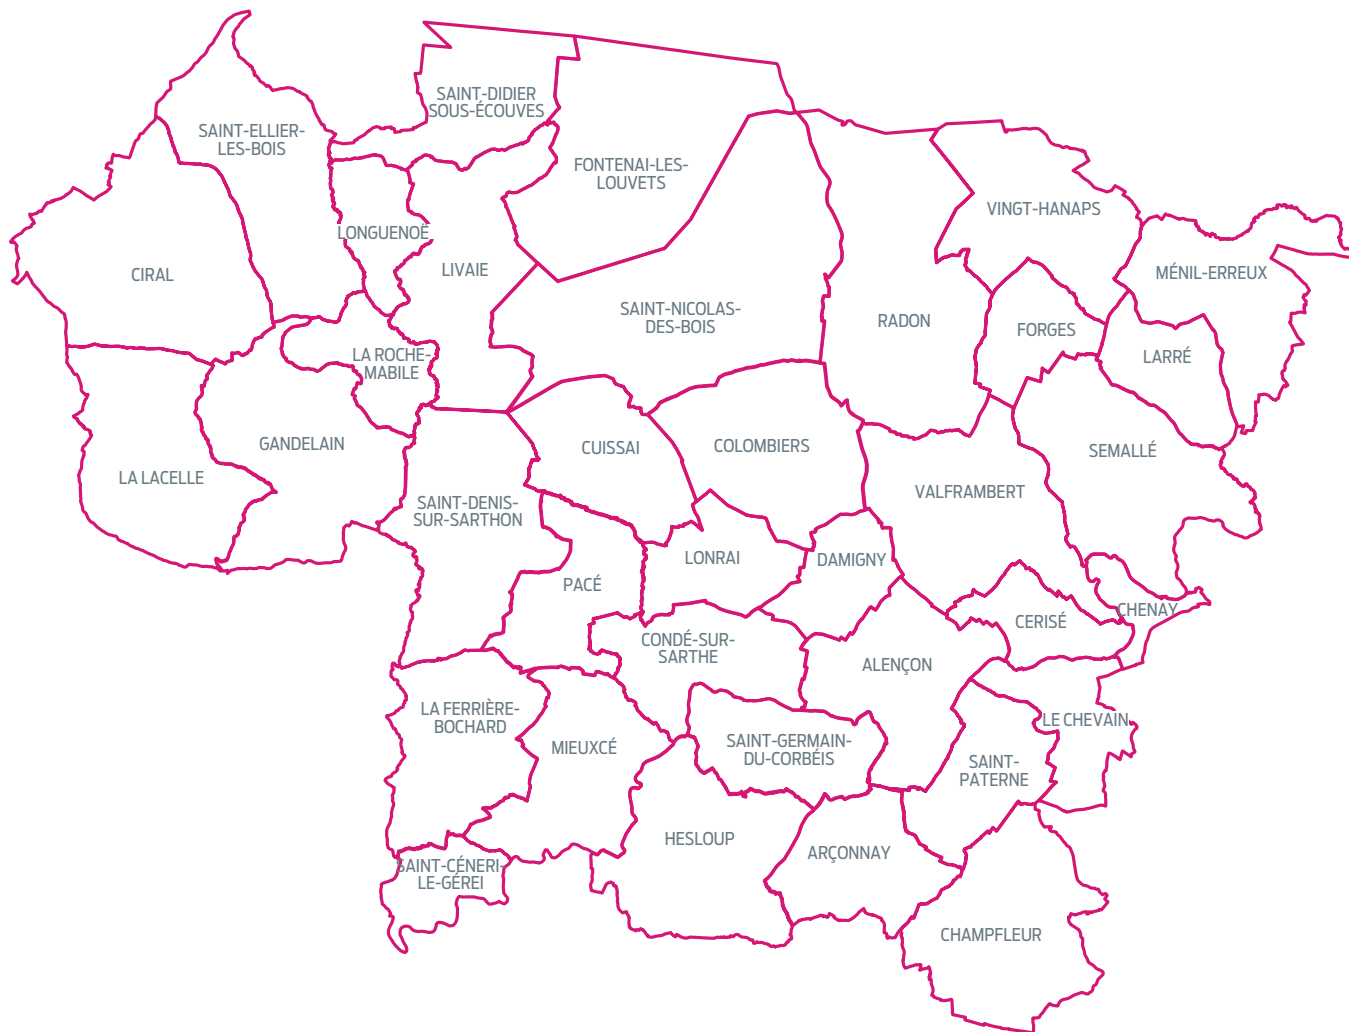 SAINT-DIDIER
SOUS-ÉCOUVES
SAINT-ELLIER-
LES-BOIS
FONTENAI-LES-
LOUVETS
VINGT-HANAPS
LONGUENOË
CIRAL
LIVAIE
MÉNIL-ERREUX
SAINT-NICOLAS-
DES-BOIS
RADON
FORGES
LA ROCHE-
MABILE
LARRÉ
GANDELAIN
CUISSAI
COLOMBIERS
SEMALLÉ
LA LACELLE
SAINT-DENIS-
SUR-SARTHON
VALFRAMBERT
LONRAI
DAMIGNY
PACÉ
CHENAY
CERISÉ
CONDÉ-SUR-
SARTHE
ALENÇON
LA FERRIÈRE-
BOCHARD
LE CHEVAIN
MIEUXCÉ
SAINT-GERMAIN-
DU-CORBÉIS
SAINT-
PATERNE
HESLOUP
ARÇONNAY
SAINT-CÉNERI-
LE-GÉREI
CHAMPFLEUR